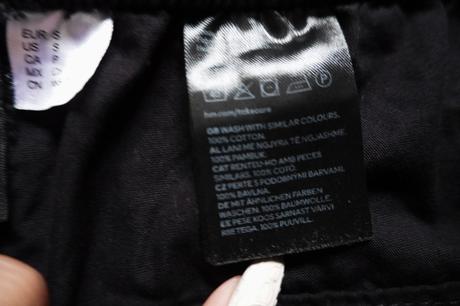 EUR S
US S
CA S
MX
CN
hm.com/takecare
GB WASH WITH SIMILAR COLOURS.
100% COTTON.
AL LANI ME NGJYRA TË NGJASHME.
100% PAMBUK.
CAT RENTEU-HO AMB PECES
SIMILARS. 100% COTÓ.
CZ PERTE S PODOBNÝMI BARVAMI.
100% BAVLNA.
DE MIT ÄHNLICHEN FARBEN
WASCHEN. 100% BAUMWOLLE.
EE PESE KOOS SARNAST VÄRVI
RIIETEGA. 100% PUUVILL.